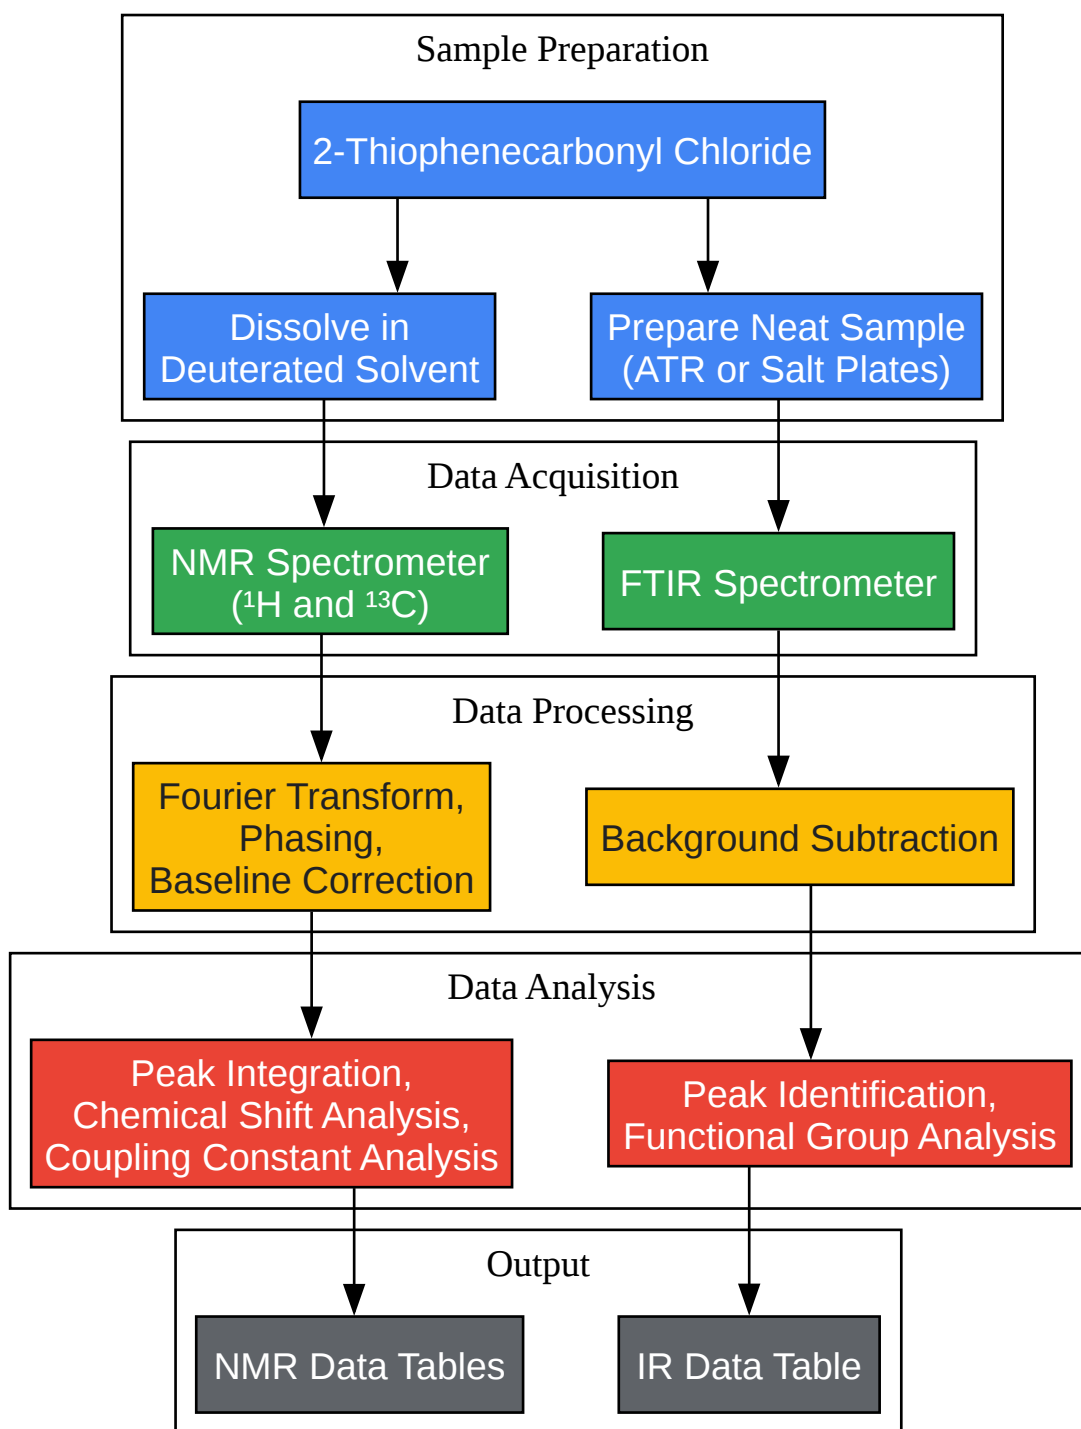 Sample Preparation
2-Thiophenecarbonyl Chloride
Dissolve in
Deuterated Solvent
Prepare Neat Sample
(ATR or Salt Plates)
Data Acquisition
NMR Spectrometer
(¹H and ¹³C)
FTIR Spectrometer
Data Processing
Fourier Transform,
Phasing,
Baseline Correction
Background Subtraction
Data Analysis
Peak Integration,
Chemical Shift Analysis,
Coupling Constant Analysis
Peak Identification,
Functional Group Analysis
Output
NMR Data Tables
IR Data Table